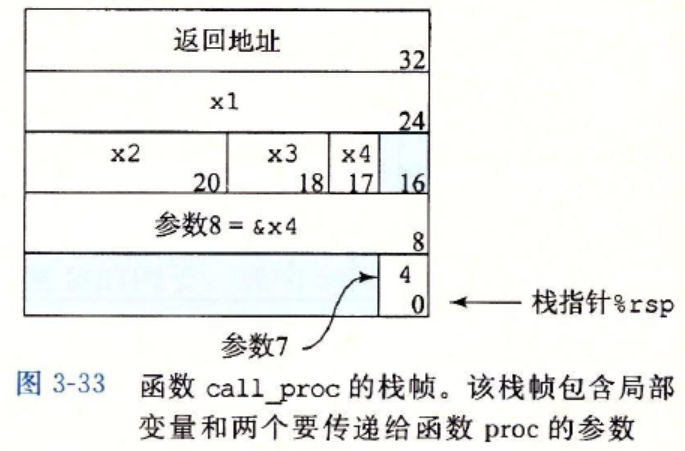 返回地址
32
x1
24
x2 x3 x4
20 18 17 16
参数8 = &x4
8
4
0 栈指针%rsp
参数7
图 3-33 函数 call_proc 的栈帧。该栈帧包含局部
变量和两个要传递给函数 proc 的参数